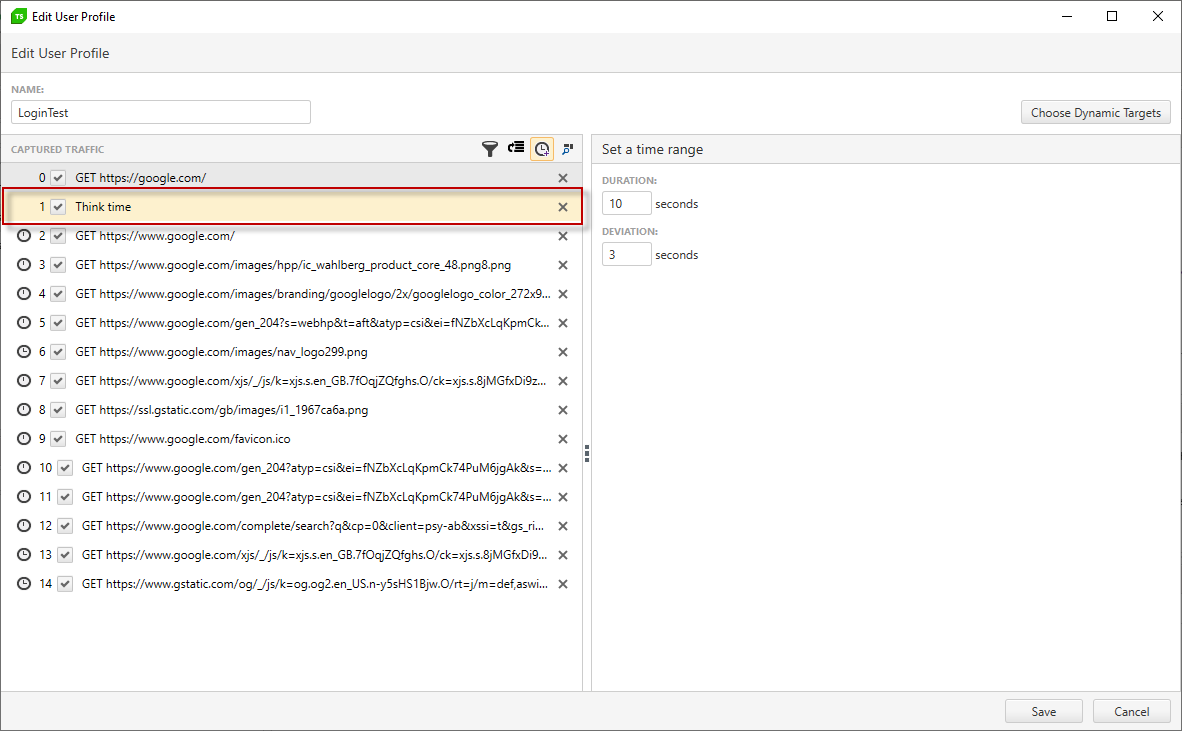 TS Edit User Profile
Edit User Profile
NAME:
LoginTest
Choose Dynamic Targets
CAPTURED TRAFFIC
0 GET https://google.com/
1 Think time
2 GET https://www.google.com/
3 GET https://www.google.com/images/hpp/ic_wahlberg_product_core_48.png8.png
4 GET https://www.google.com/images/branding/googlelogo/2x/googlelogo_color_272x9...
5 GET https://www.google.com/gen_204?s=webhp&t=aft&atyp=csi&ei=fNZbXcLqKpmCk...
6 GET https://www.google.com/images/nav_logo299.png
7 GET https://www.google.com/xjs/_/js/k=xjs.s.en_GB.7fOqjZQfghs.O/ck=xjs.s.8jMGfxDi9z...
8 GET https://ssl.gstatic.com/gb/images/i1_1967ca6a.png
9 GET https://www.google.com/favicon.ico
10 GET https://www.google.com/gen_204?atyp=csi&ei=fNZbXcLqKpmCk74PuM6jgAk&s=...
11 GET https://www.google.com/gen_204?atyp=csi&ei=fNZbXcLqKpmCk74PuM6jgAk&s=...
12 GET https://www.google.com/complete/search?q&cp=0&client=psy-ab&xssi=t&gs_ri...
13 GET https://www.google.com/xjs/_/js/k=xjs.s.en_GB.7fOqjZQfghs.O/ck=xjs.s.8jMGfxDi9...
14 GET https://www.gstatic.com/og/_/js/k=og.og2.en_US.n-y5sHS1Bjw.O/rt=j/m=def,aswi...
Set a time range
DURATION:
10 seconds
DEVIATION:
3 seconds
Save
Cancel